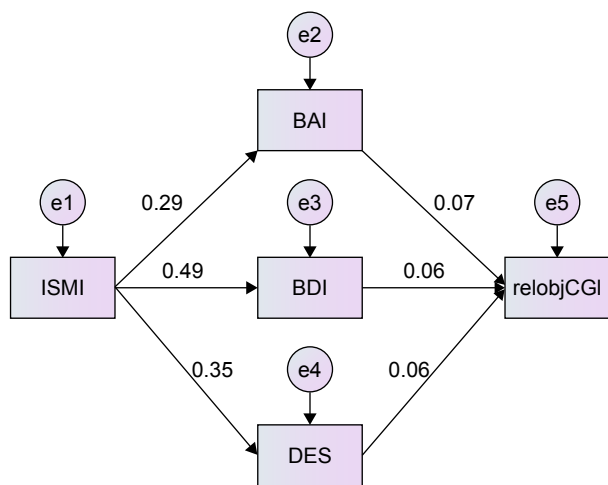 e2
BAI
e1
0.29
e3
0.07
e5
ISMI
0.49
BDI
0.06
relobjCGI
0.35
e4
0.06
DES